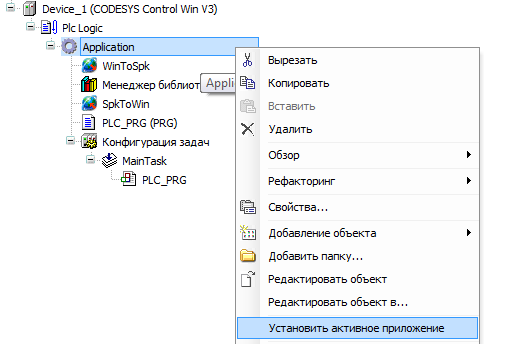 Device_1 (CODESYS Control Win V3)
Plc Logic
Application
WinToSpk
Менеджер библиот
Applic
SpkToWin
PLC_PRG (PRG)
Конфигурация задач
MainTask
PLC_PRG
Вырезать
Копировать
Вставить
Удалить
Обзор
Рефакторинг
Свойства...
Добавление объекта
Добавить папку...
Редактировать объект
Редактировать объект в...
Установить активное приложение